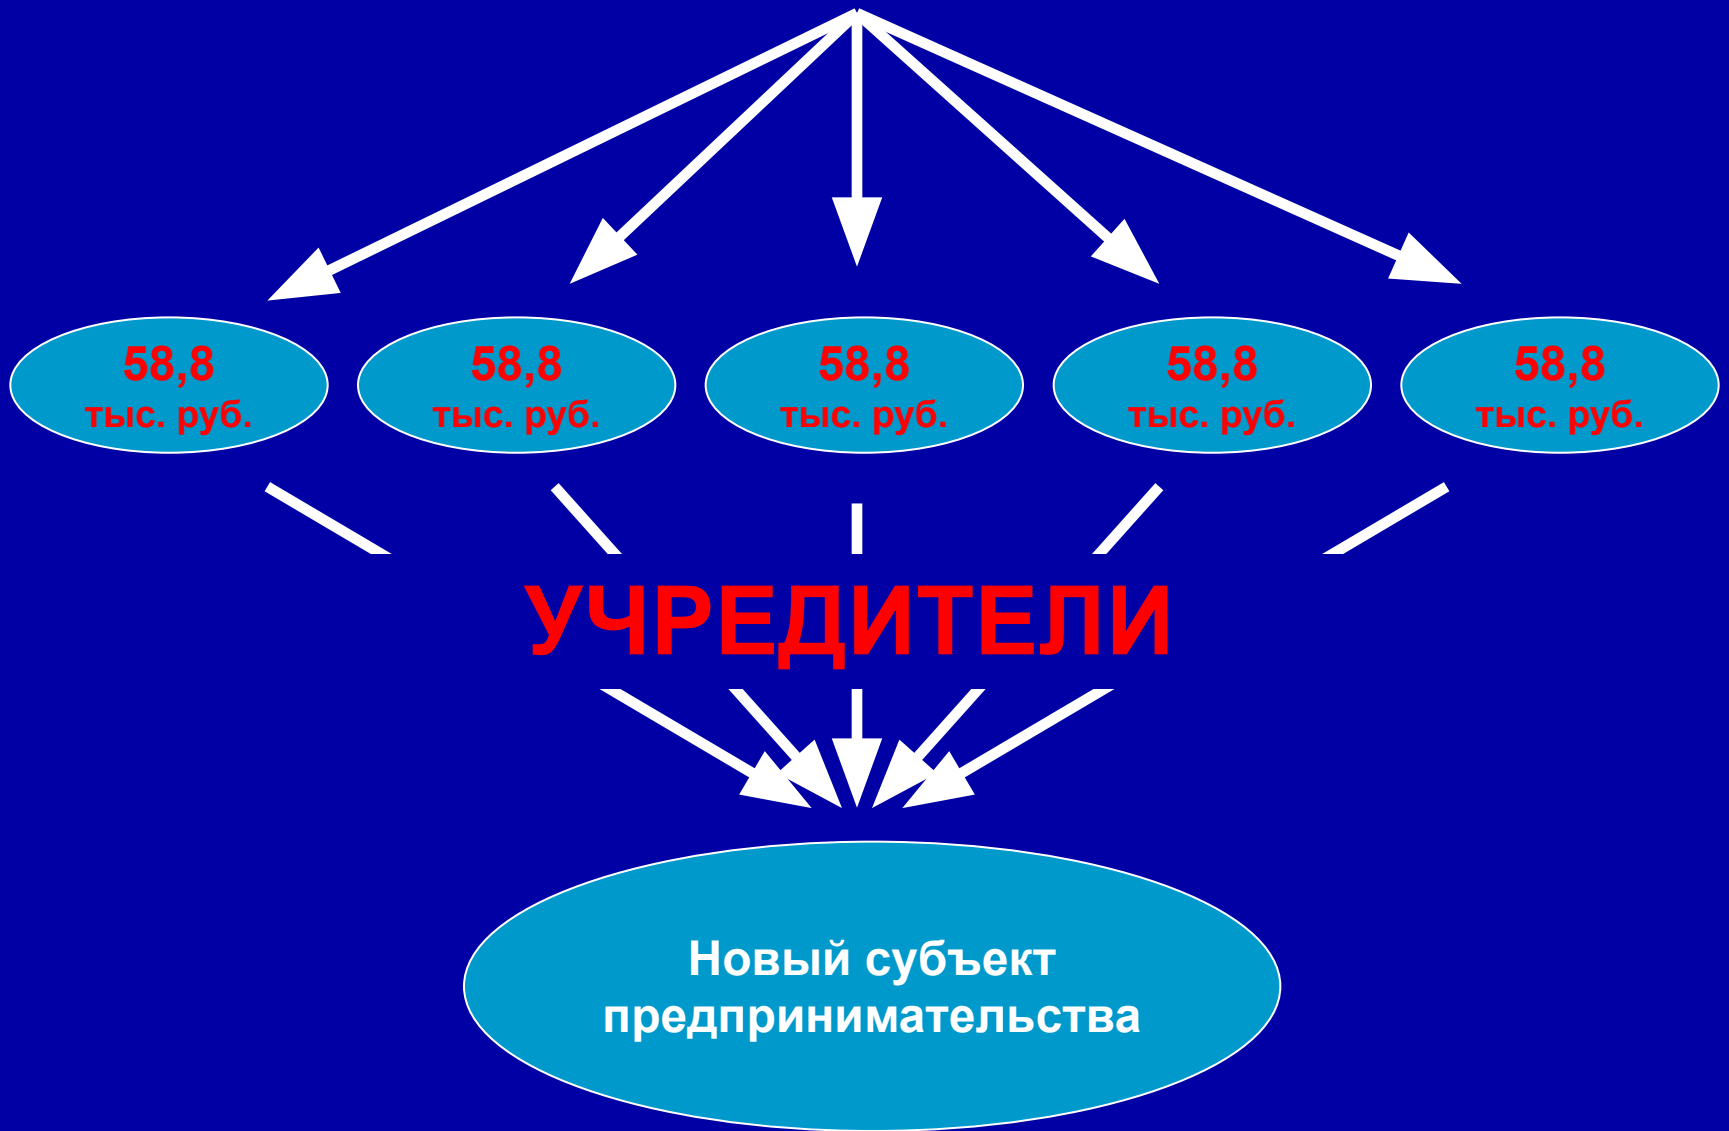 58,8
тыс. руб.
58,8
тыс. руб.
58,8
тыс. руб.
58,8
тыс. руб.
58,8
тыс. руб.
УЧРЕДИТЕЛИ
Новый субъект
предпринимательства